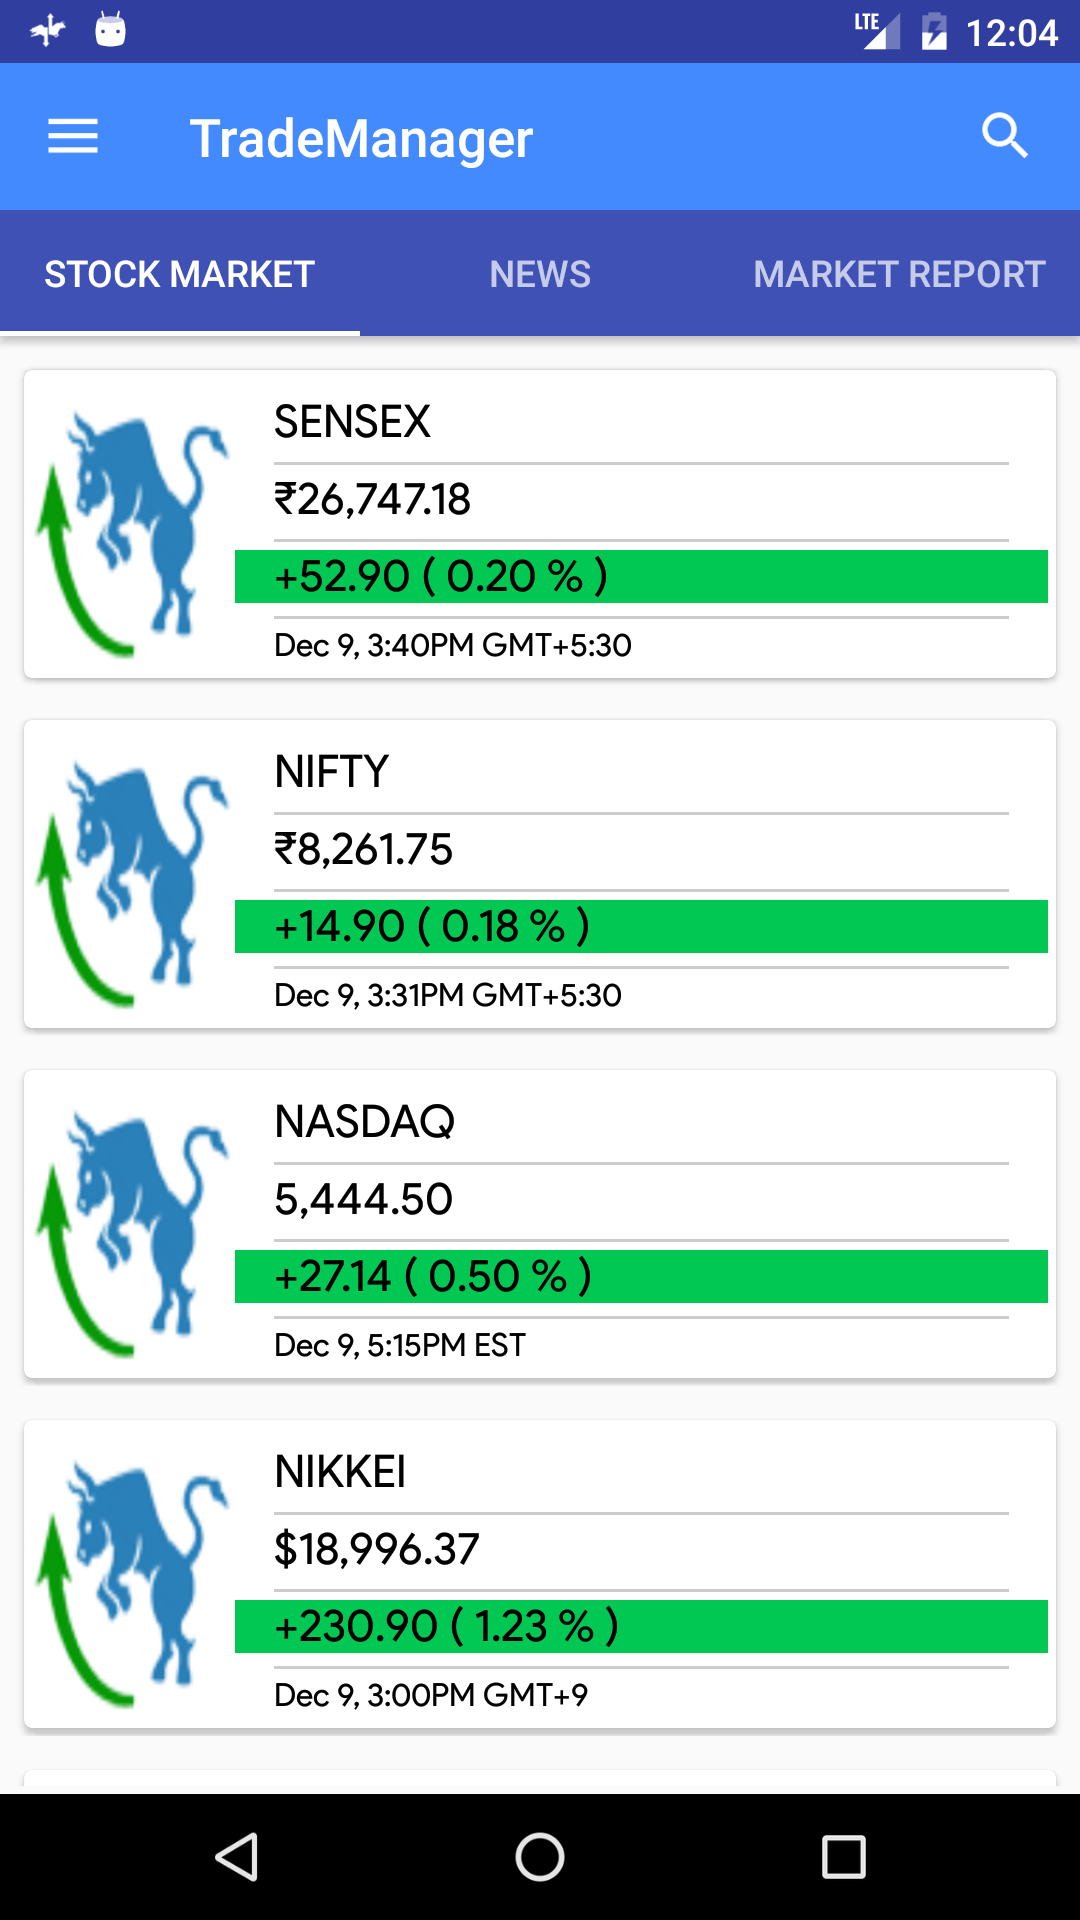 LTE 12:04
TradeManager
STOCK MARKET NEWS MARKET REPORT
SENSEX
₹26,747.18
+52.90 ( 0.20 % )
Dec 9, 3:40PM GMT+5:30
NIFTY
₹8,261.75
+14.90 ( 0.18 % )
Dec 9, 3:31PM GMT+5:30
NASDAQ
5,444.50
+27.14 ( 0.50 % )
Dec 9, 5:15PM EST
NIKKEI
$18,996.37
+230.90 ( 1.23 % )
Dec 9, 3:00PM GMT+9